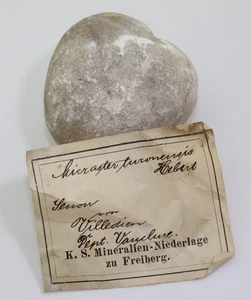 Micraster turonensis
Hebert
Senon
von
Villedieu
Dept. Vaucluse.
K. S. Mineralien-Niederlage
zu Freiberg.